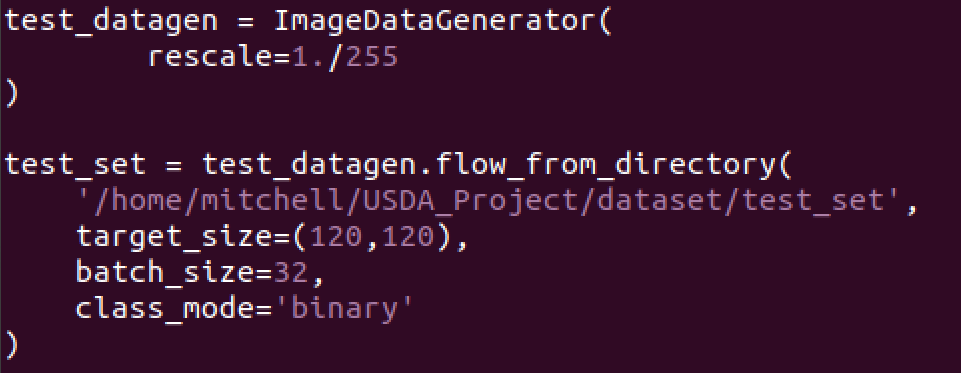 test_datagen = ImageDataGenerator(
        rescale=1./255
)

test_set = test_datagen.flow_from_directory(
    '/home/mitchell/USDA_Project/dataset/test_set',
    target_size=(120,120),
    batch_size=32,
    class_mode='binary'
)